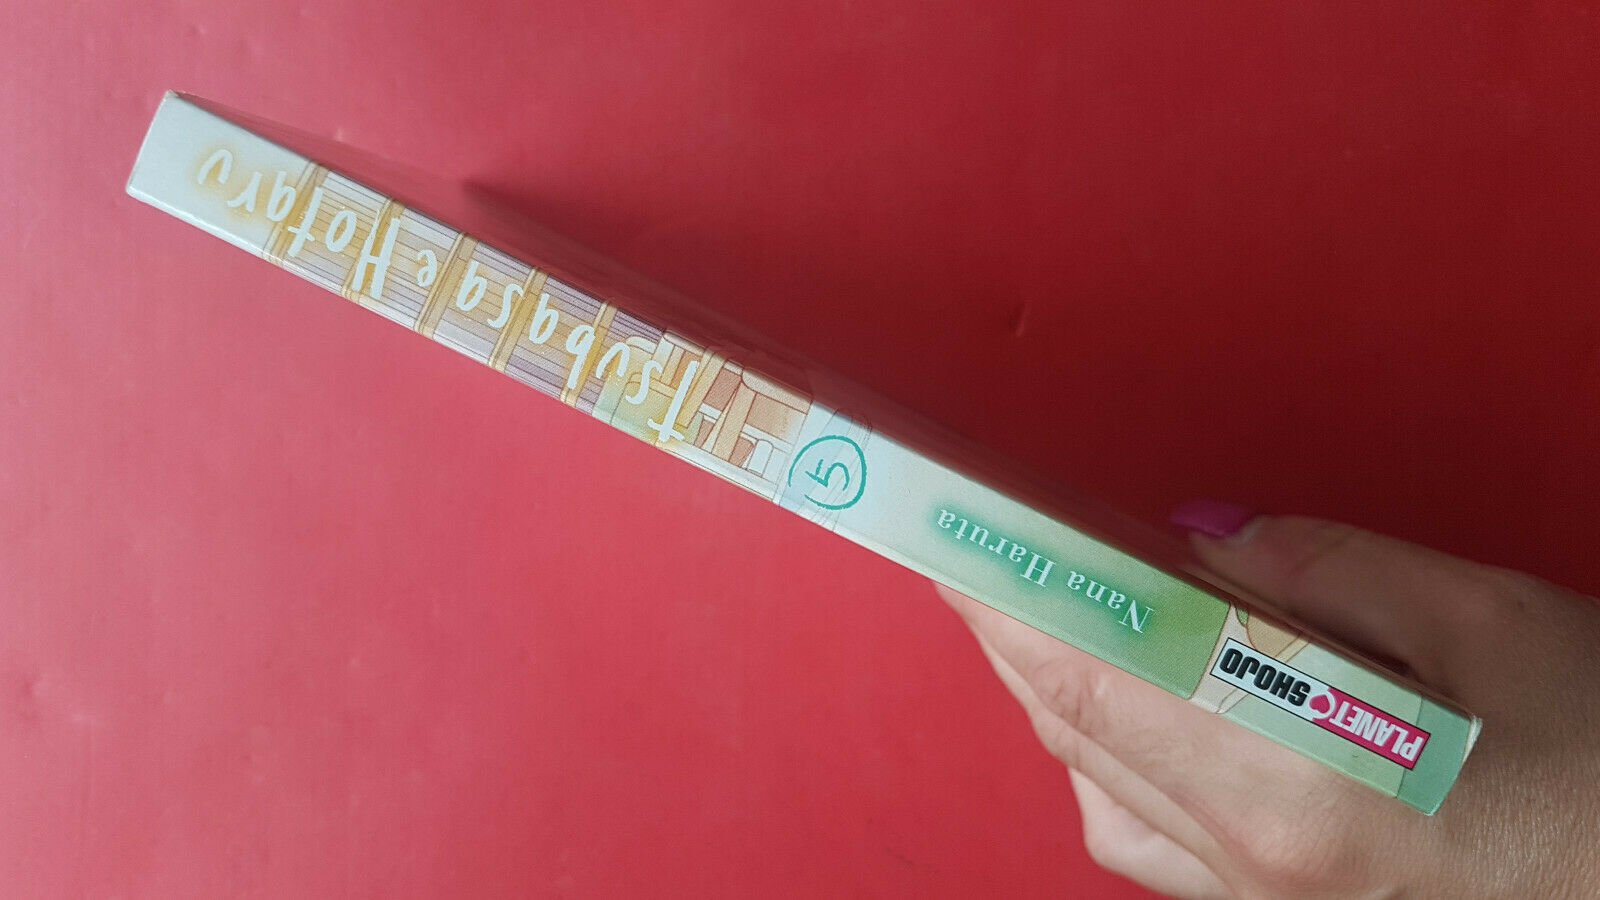 PLANET SHOJO
Nana Haruta
5
Tsubasa e Hotaru